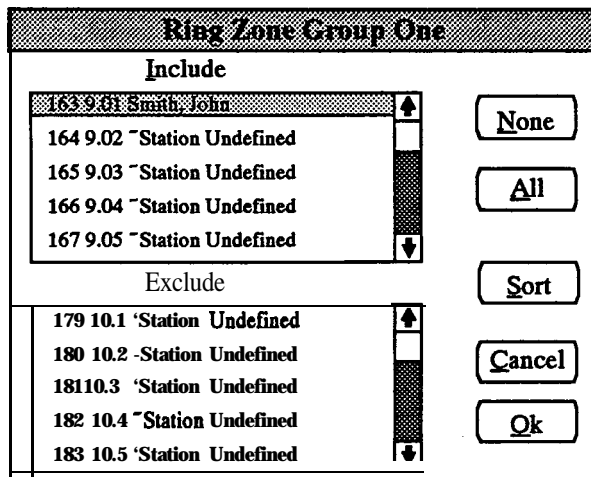 Ring Zone Group One
Include
163 9.01 Smith, John
164 9.02 ~Station Undefined
165 9.03 ~Station Undefined
166 9.04 ~Station Undefined
167 9.05 ~Station Undefined
None
All
Exclude
179 10.1 ‘Station Undefined
180 10.2 -Station Undefined
18110.3 ‘Station Undefined
182 10.4 ~Station Undefined
183 10.5 ‘Station Undefined
Sort
Cancel
Ok